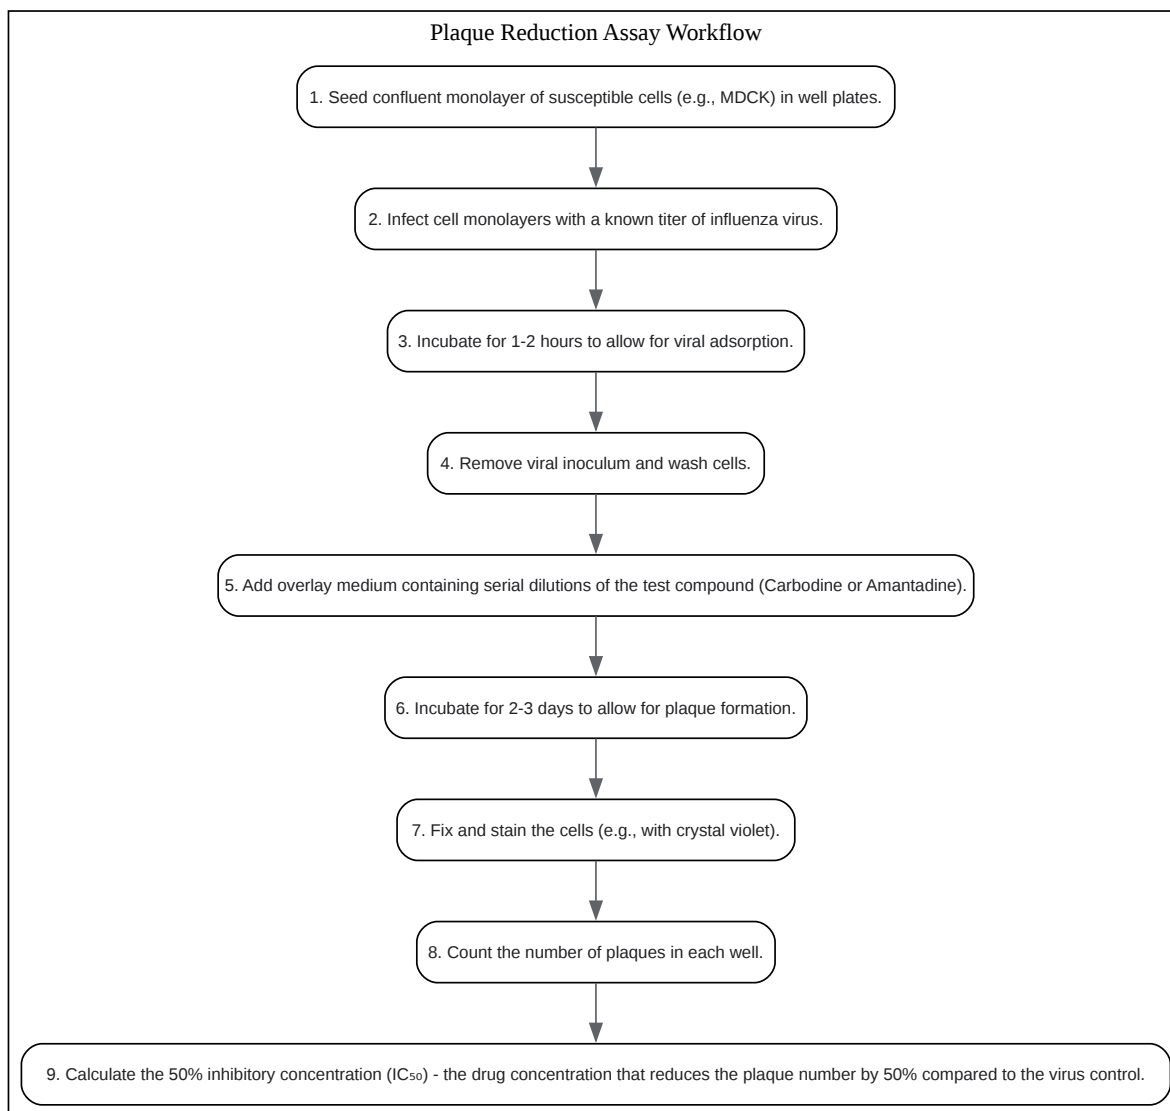 Plaque Reduction Assay Workflow
1. Seed confluent monolayer of susceptible cells (e.g., MDCK) in well plates.
2. Infect cell monolayers with a known titer of influenza virus.
3. Incubate for 1-2 hours to allow for viral adsorption.
4. Remove viral inoculum and wash cells.
5. Add overlay medium containing serial dilutions of the test compound (Carbodine or Amantadine).
6. Incubate for 2-3 days to allow for plaque formation.
7. Fix and stain the cells (e.g., with crystal violet).
8. Count the number of plaques in each well.
9. Calculate the 50% inhibitory concentration (IC₅₀) - the drug concentration that reduces the plaque number by 50% compared to the virus control.